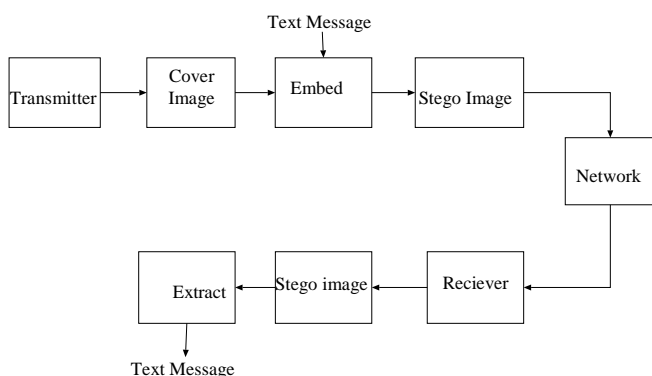 Text Message
Transmitter
Cover
Image
Embed
Stego Image
Network
Reciever
Stego image
Extract
Text Message